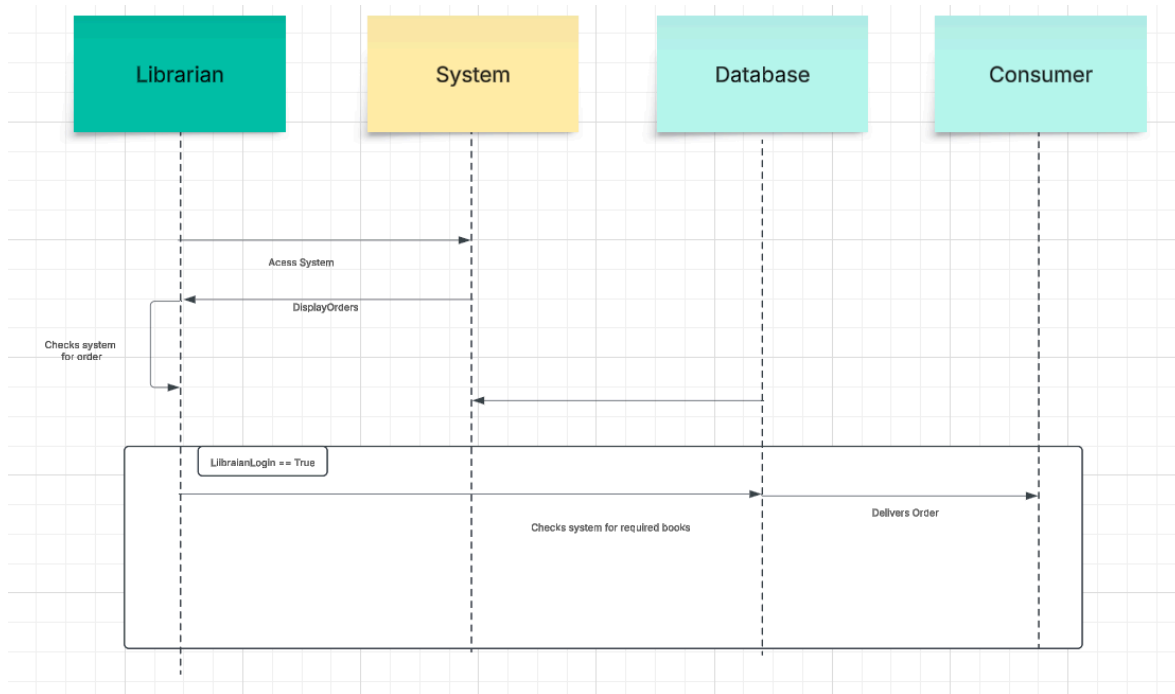 Librarian
System
Database
Consumer
Acess System
DisplayOrders
Checks system
for order
LilbraianLogin == True
Checks system for required books
Delivers Order